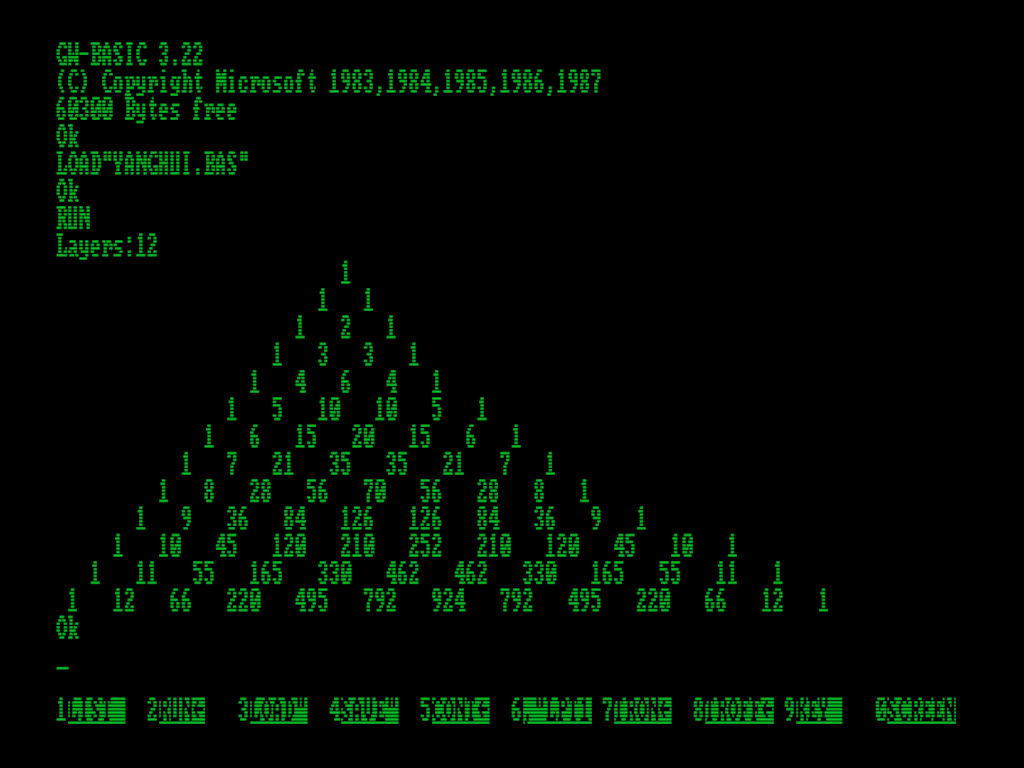 GW-BASIC 3.22
(C) Copyright Microsoft 1983,1984,1985,1986,1987
60300 Bytes free
Ok
LOAD"YANGHUI.BAS"
Ok
RUN
Layers:12
1
1 1
1 2 1
1 3 3 1
1 4 6 4 1
1 5 10 10 5 1
1 6 15 20 15 6 1
1 7 21 35 35 21 7 1
1 8 28 56 70 56 28 8 1
1 9 36 84 126 126 84 36 9 1
1 10 45 120 210 252 210 120 45 10 1
1 11 55 165 330 462 462 330 165 55 11 1
1 12 66 220 495 792 924 792 495 220 66 12 1
Ok
_
1LIST 2RUN← 3LOAD" 4SAVE" 5CONT← 6,"LPT1 7TRON← 8TROFF← 9KEY 0SCREEN